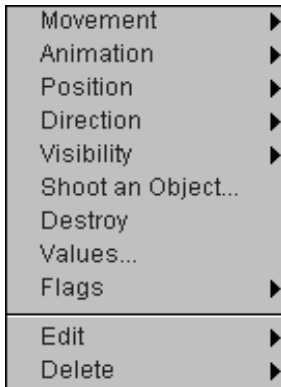 Movement
Animation
Position
Direction
Visibility
Shoot an Object...
Destroy
Values...
Flags
Edit
Delete